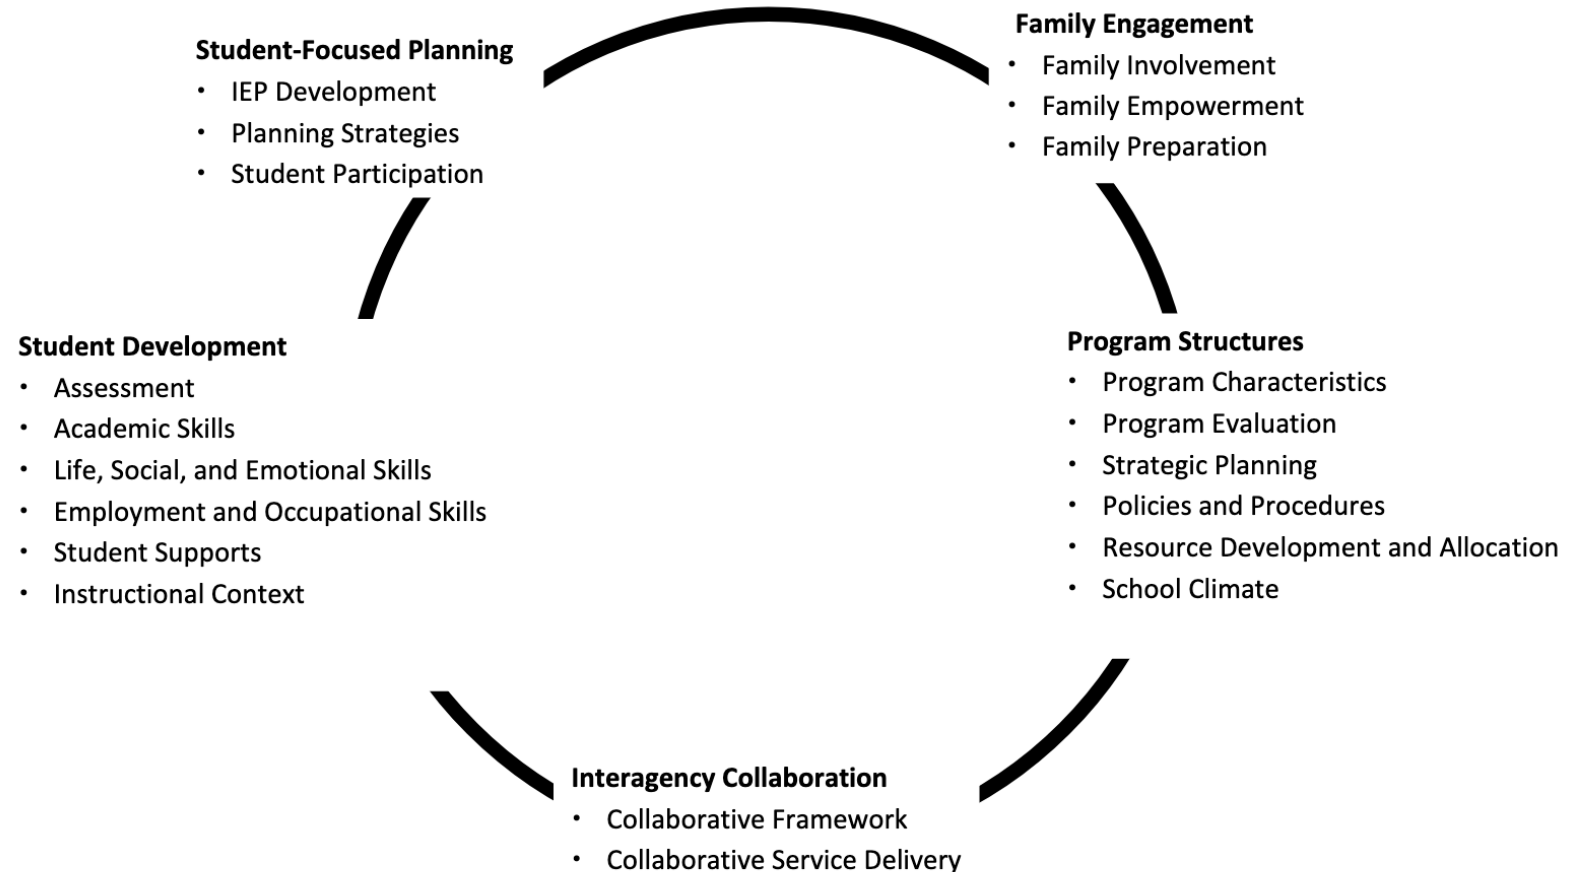 Student-Focused Planning
• IEP Development
• Planning Strategies
• Student Participation
Family Engagement
• Family Involvement
• Family Empowerment
• Family Preparation
Student Development
• Assessment
• Academic Skills
• Life, Social, and Emotional Skills
• Employment and Occupational Skills
• Student Supports
• Instructional Context
Program Structures
• Program Characteristics
• Program Evaluation
• Strategic Planning
• Policies and Procedures
• Resource Development and Allocation
• School Climate
Interagency Collaboration
• Collaborative Framework
• Collaborative Service Delivery